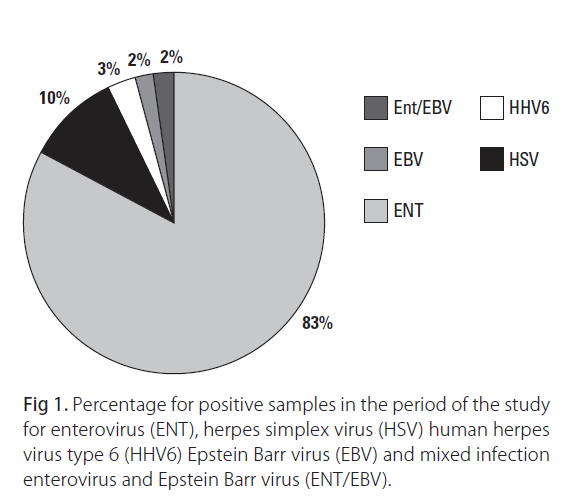 3% 2% 2%
10%
Ent/EBV HHV6
EBV HSV
ENT
83%
Fig 1. Percentage for positive samples in the period of the study
for enterovirus (ENT), herpes simplex virus (HSV) human herpes
virus type 6 (HHV6) Epstein Barr virus (EBV) and mixed infection
enterovirus and Epstein Barr virus (ENT/EBV).